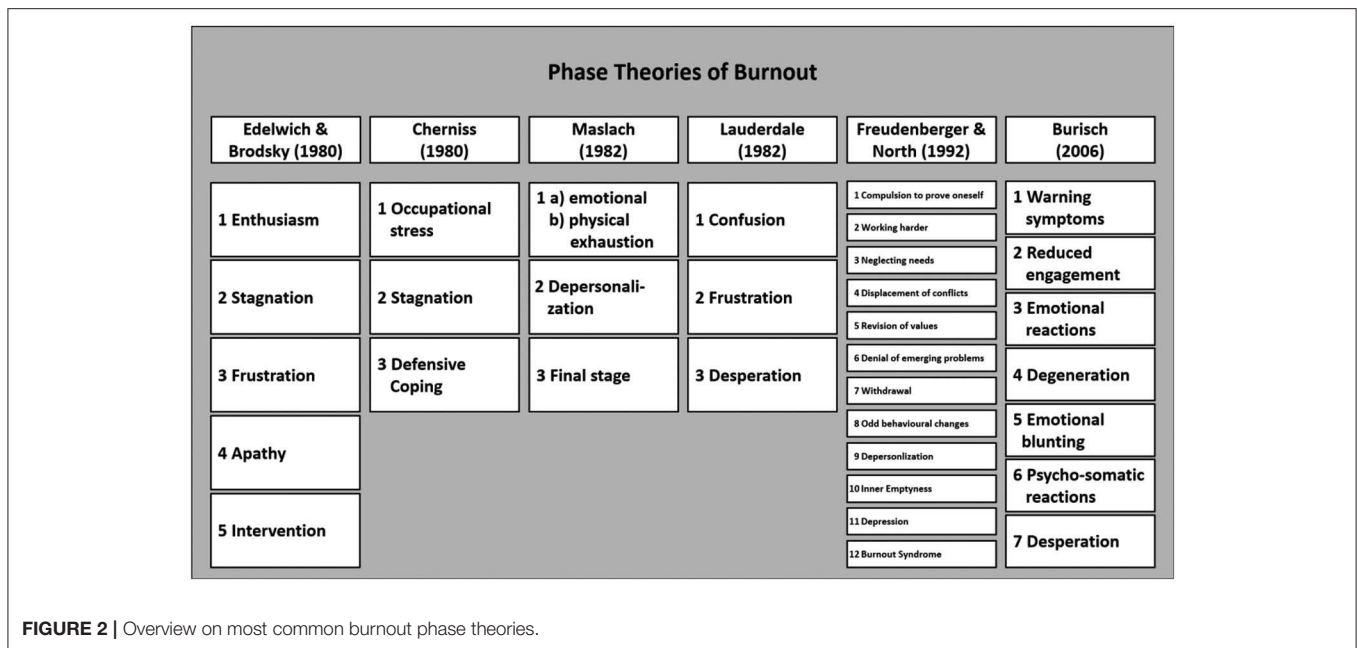 Phase Theories of Burnout
Edelwich &
Brodsky (1980)
1 Enthusiasm
2 Stagnation
3 Frustration
4 Apathy
5 Intervention
Cherniss
(1980)
1 Occupational
stress
2 Stagnation
3 Defensive
Coping
Maslach
(1982)
1 a) emotional
b) physical
exhaustion
2 Depersonali-
zation
3 Final stage
Lauderdale
(1982)
1 Confusion
2 Frustration
3 Desperation
Freudenberger &
North (1992)
1 Compulsion to prove oneself
2 Working harder
3 Neglecting needs
4 Displacement of conflicts
5 Revision of values
6 Denial of emerging problems
7 Withdrawal
8 Odd behavioural changes
9 Depersonlization
10 Inner Emptyness
11 Depression
12 Burnout Syndrome
Burisch
(2006)
1 Warning
symptoms
2 Reduced
engagement
3 Emotional
reactions
4 Degeneration
5 Emotional
blunting
6 Psycho-somatic
reactions
7 Desperation
FIGURE 2 | Overview on most common burnout phase theories.